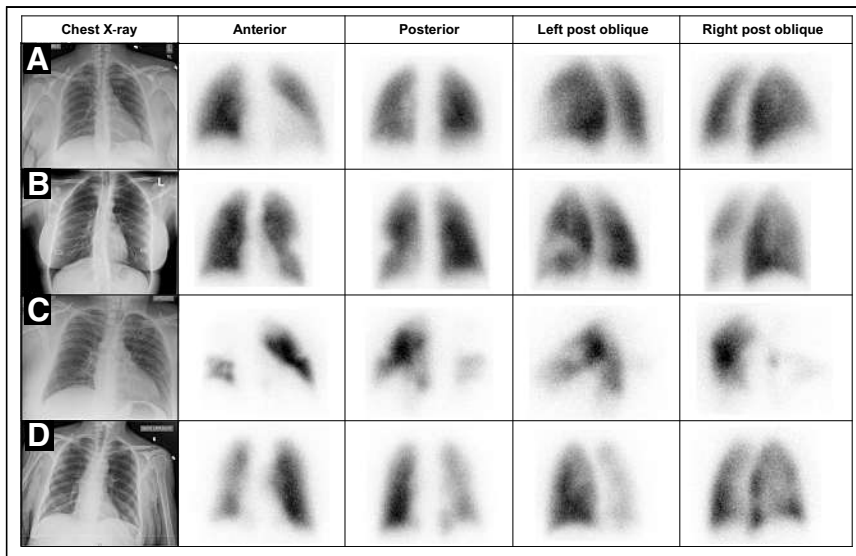 Chest X-ray Anterior Posterior Left post oblique Right post oblique
A
B
L
C
D